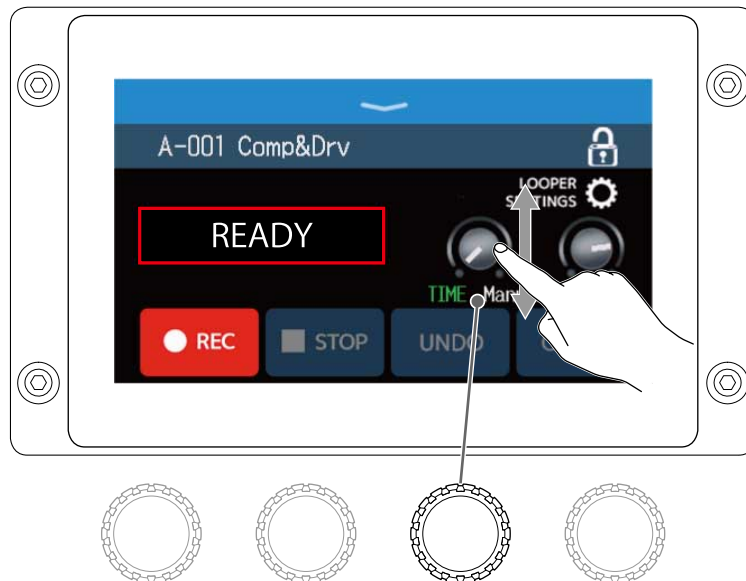 A-001 Comp&Drv
LOOPER
SETTINGS
READY
TIME
REC
STOP
UNDO